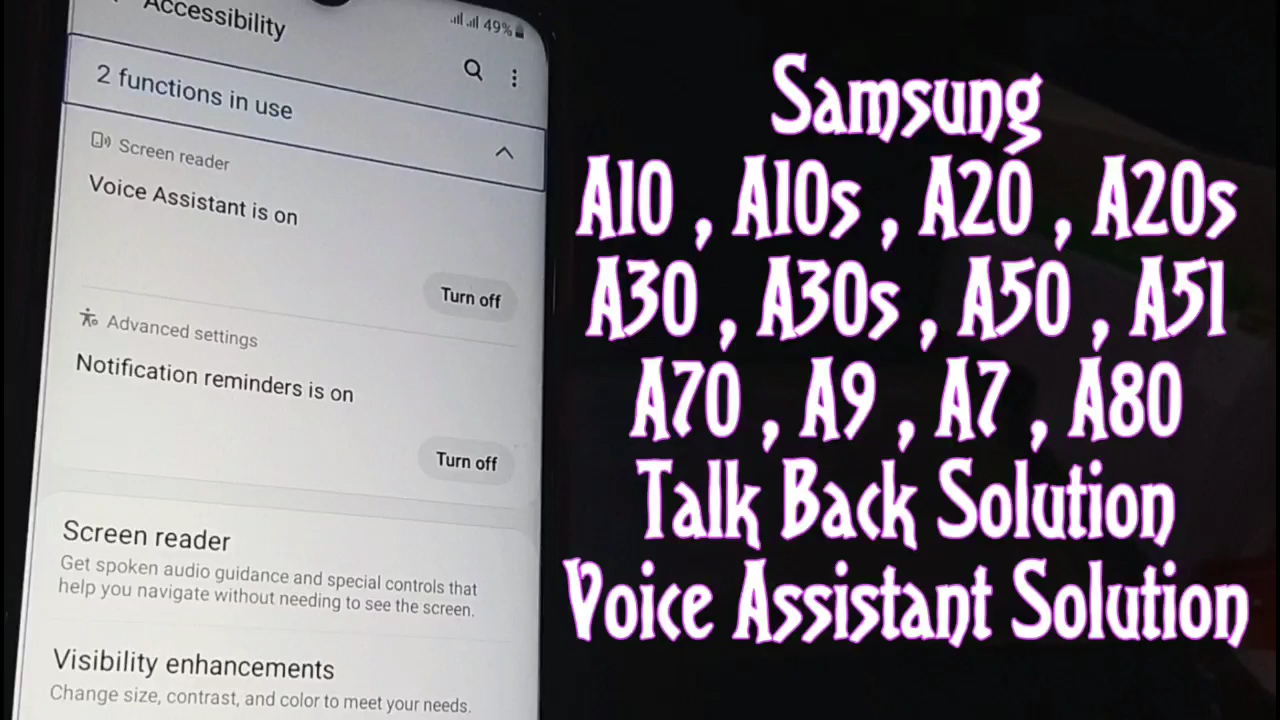 Accessibility
49%
2 functions in use
Screen reader
Voice Assistant is on
Turn off
Advanced settings
Notification reminders is on
Turn off
Screen reader
Get spoken audio guidance and special controls that
help you navigate without needing to see the screen.
Visibility enhancements
Change size, contrast, and color to meet your needs.
Samsung
A10 , A10s , A20 , A20s
A30 , A30s , A50 , A51
A70 , A9 , A7 , A80
Talk Back Solution
Voice Assistant Solution